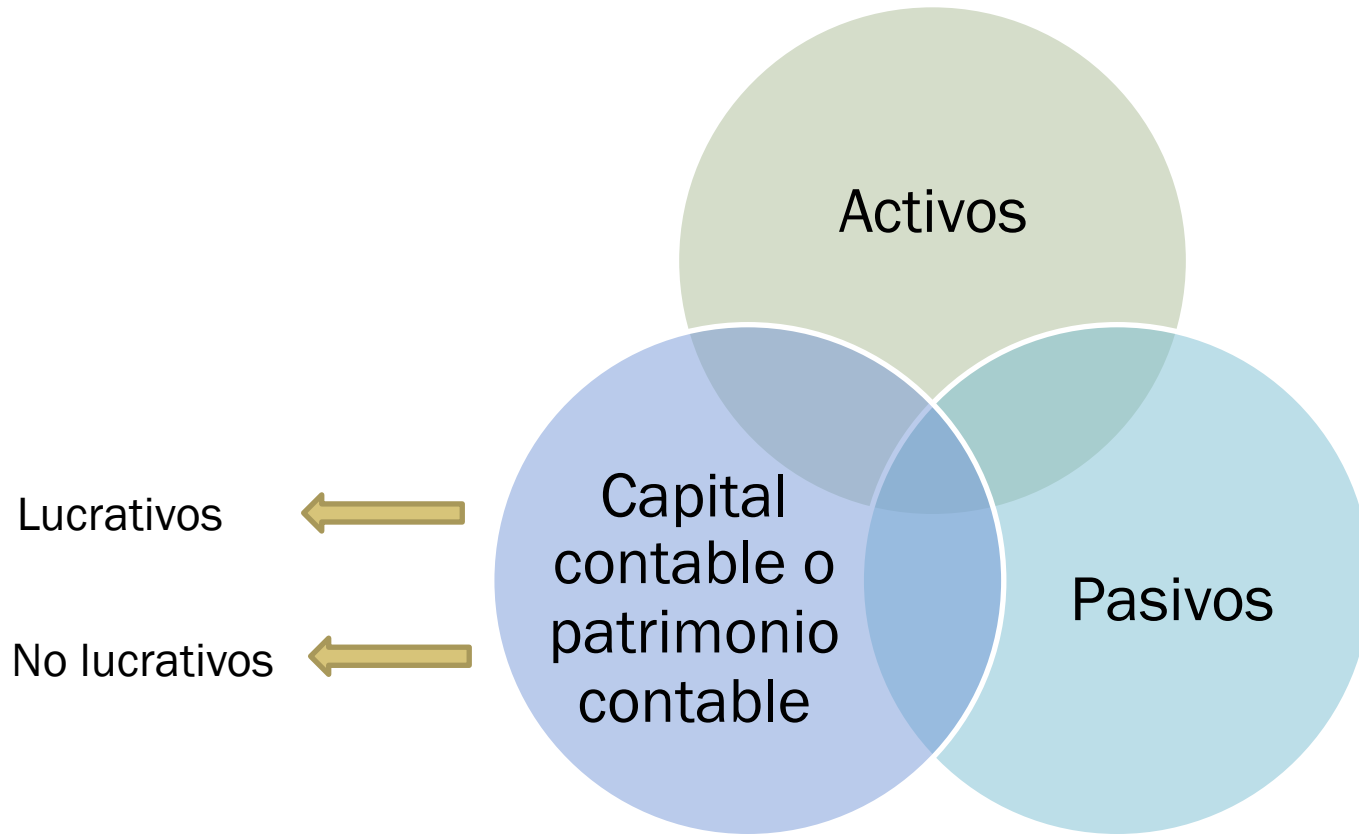 Activos
Lucrativos
No lucrativos
Capital
contable o
patrimonio
contable
Pasivos